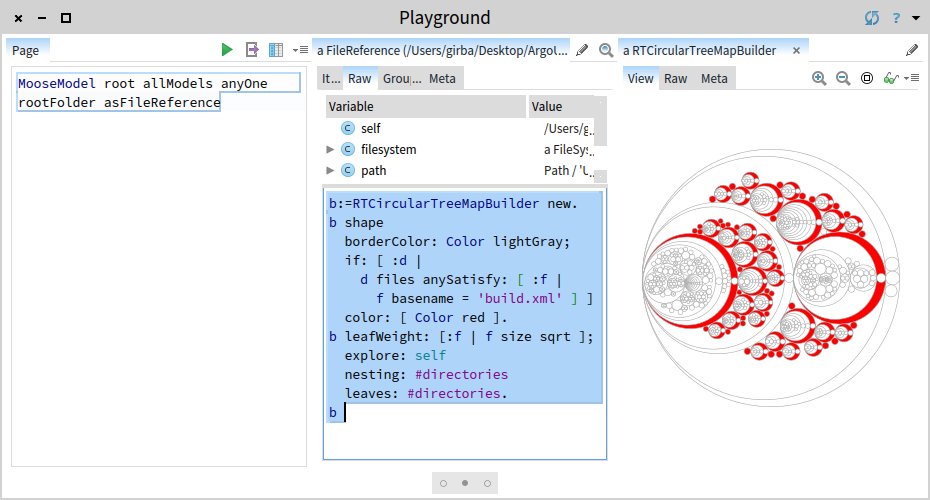 Playground
?
Page
MooseModel root allModels anyOne
rootFolder asFileReference
a FileReference (/Users/girba/Desktop/ArgoU...
It... Raw Grou... Meta
Variable Value
C self /Users/g...
C filesystem a FileSys...
C path Path / 'U...
b:=RTCircularTreeMapBuilder new.
b shape
borderColor: Color lightGray;
if: [ :d |
d files anySatisfy: [ :f |
f basename = 'build.xml' ] ]
color: [ Color red ].
b leafWeight: [:f | f size sqrt ];
explore: self
nesting: #directories
leaves: #directories.
b
a RTCircularTreeMapBuilder
View Raw Meta